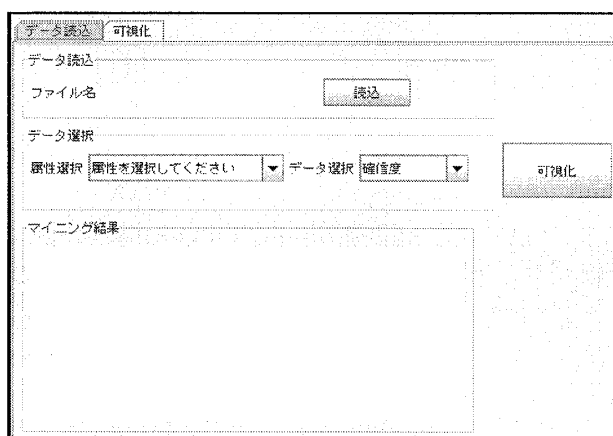 データ読込 可視化
データ読込
ファイル名 読込
データ選択
属性選択 属性を選択してください データ選択 確信度
可視化
マイニング結果